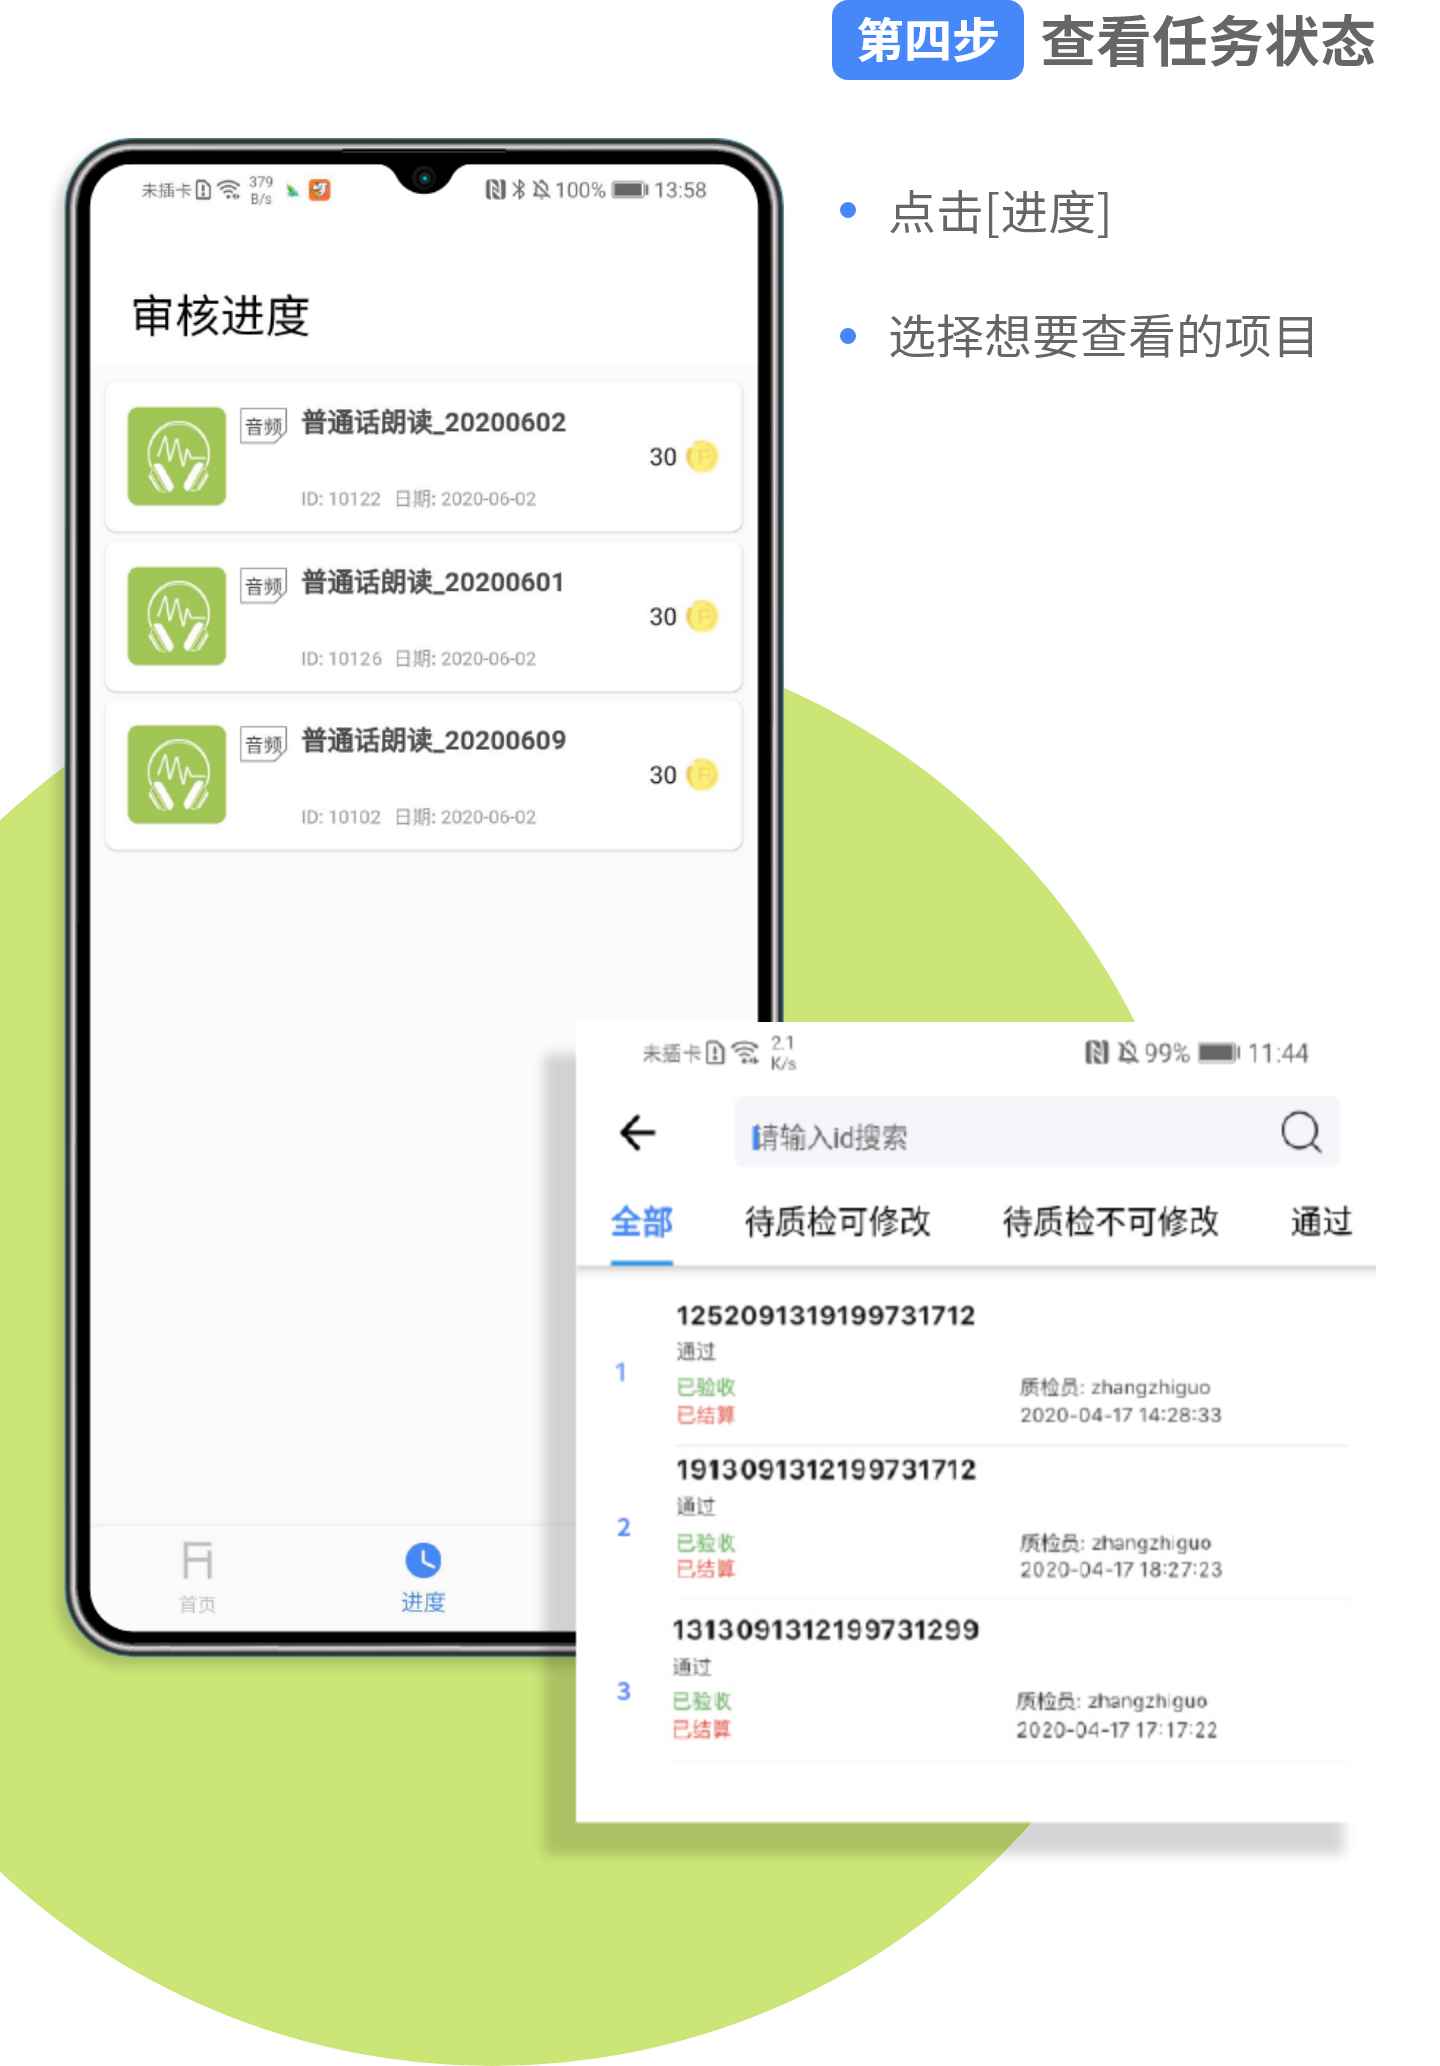 第四步 查看任务状态
点击[进度]
选择想要查看的项目
未插卡 379 B/s 100% 13:58
审核进度
音频 普通话朗读_20200602
30
ID: 10122 日期: 2020-06-02
音频 普通话朗读_20200601
30
ID: 10126 日期: 2020-06-02
音频 普通话朗读_20200609
30
ID: 10102 日期: 2020-06-02
首页 进度
未插卡 2.1 K/s 99% 11:44
请输入id搜索
全部 待质检可修改 待质检不可修改 通过
1252091319199731712
通过
1
已验收 质检员: zhangzhiguo
已结算 2020-04-17 14:28:33
1913091312199731712
通过
2
已验收 质检员: zhangzhiguo
已结算 2020-04-17 18:27:23
1313091312199731299
通过
3
已验收 质检员: zhangzhiguo
已结算 2020-04-17 17:17:22